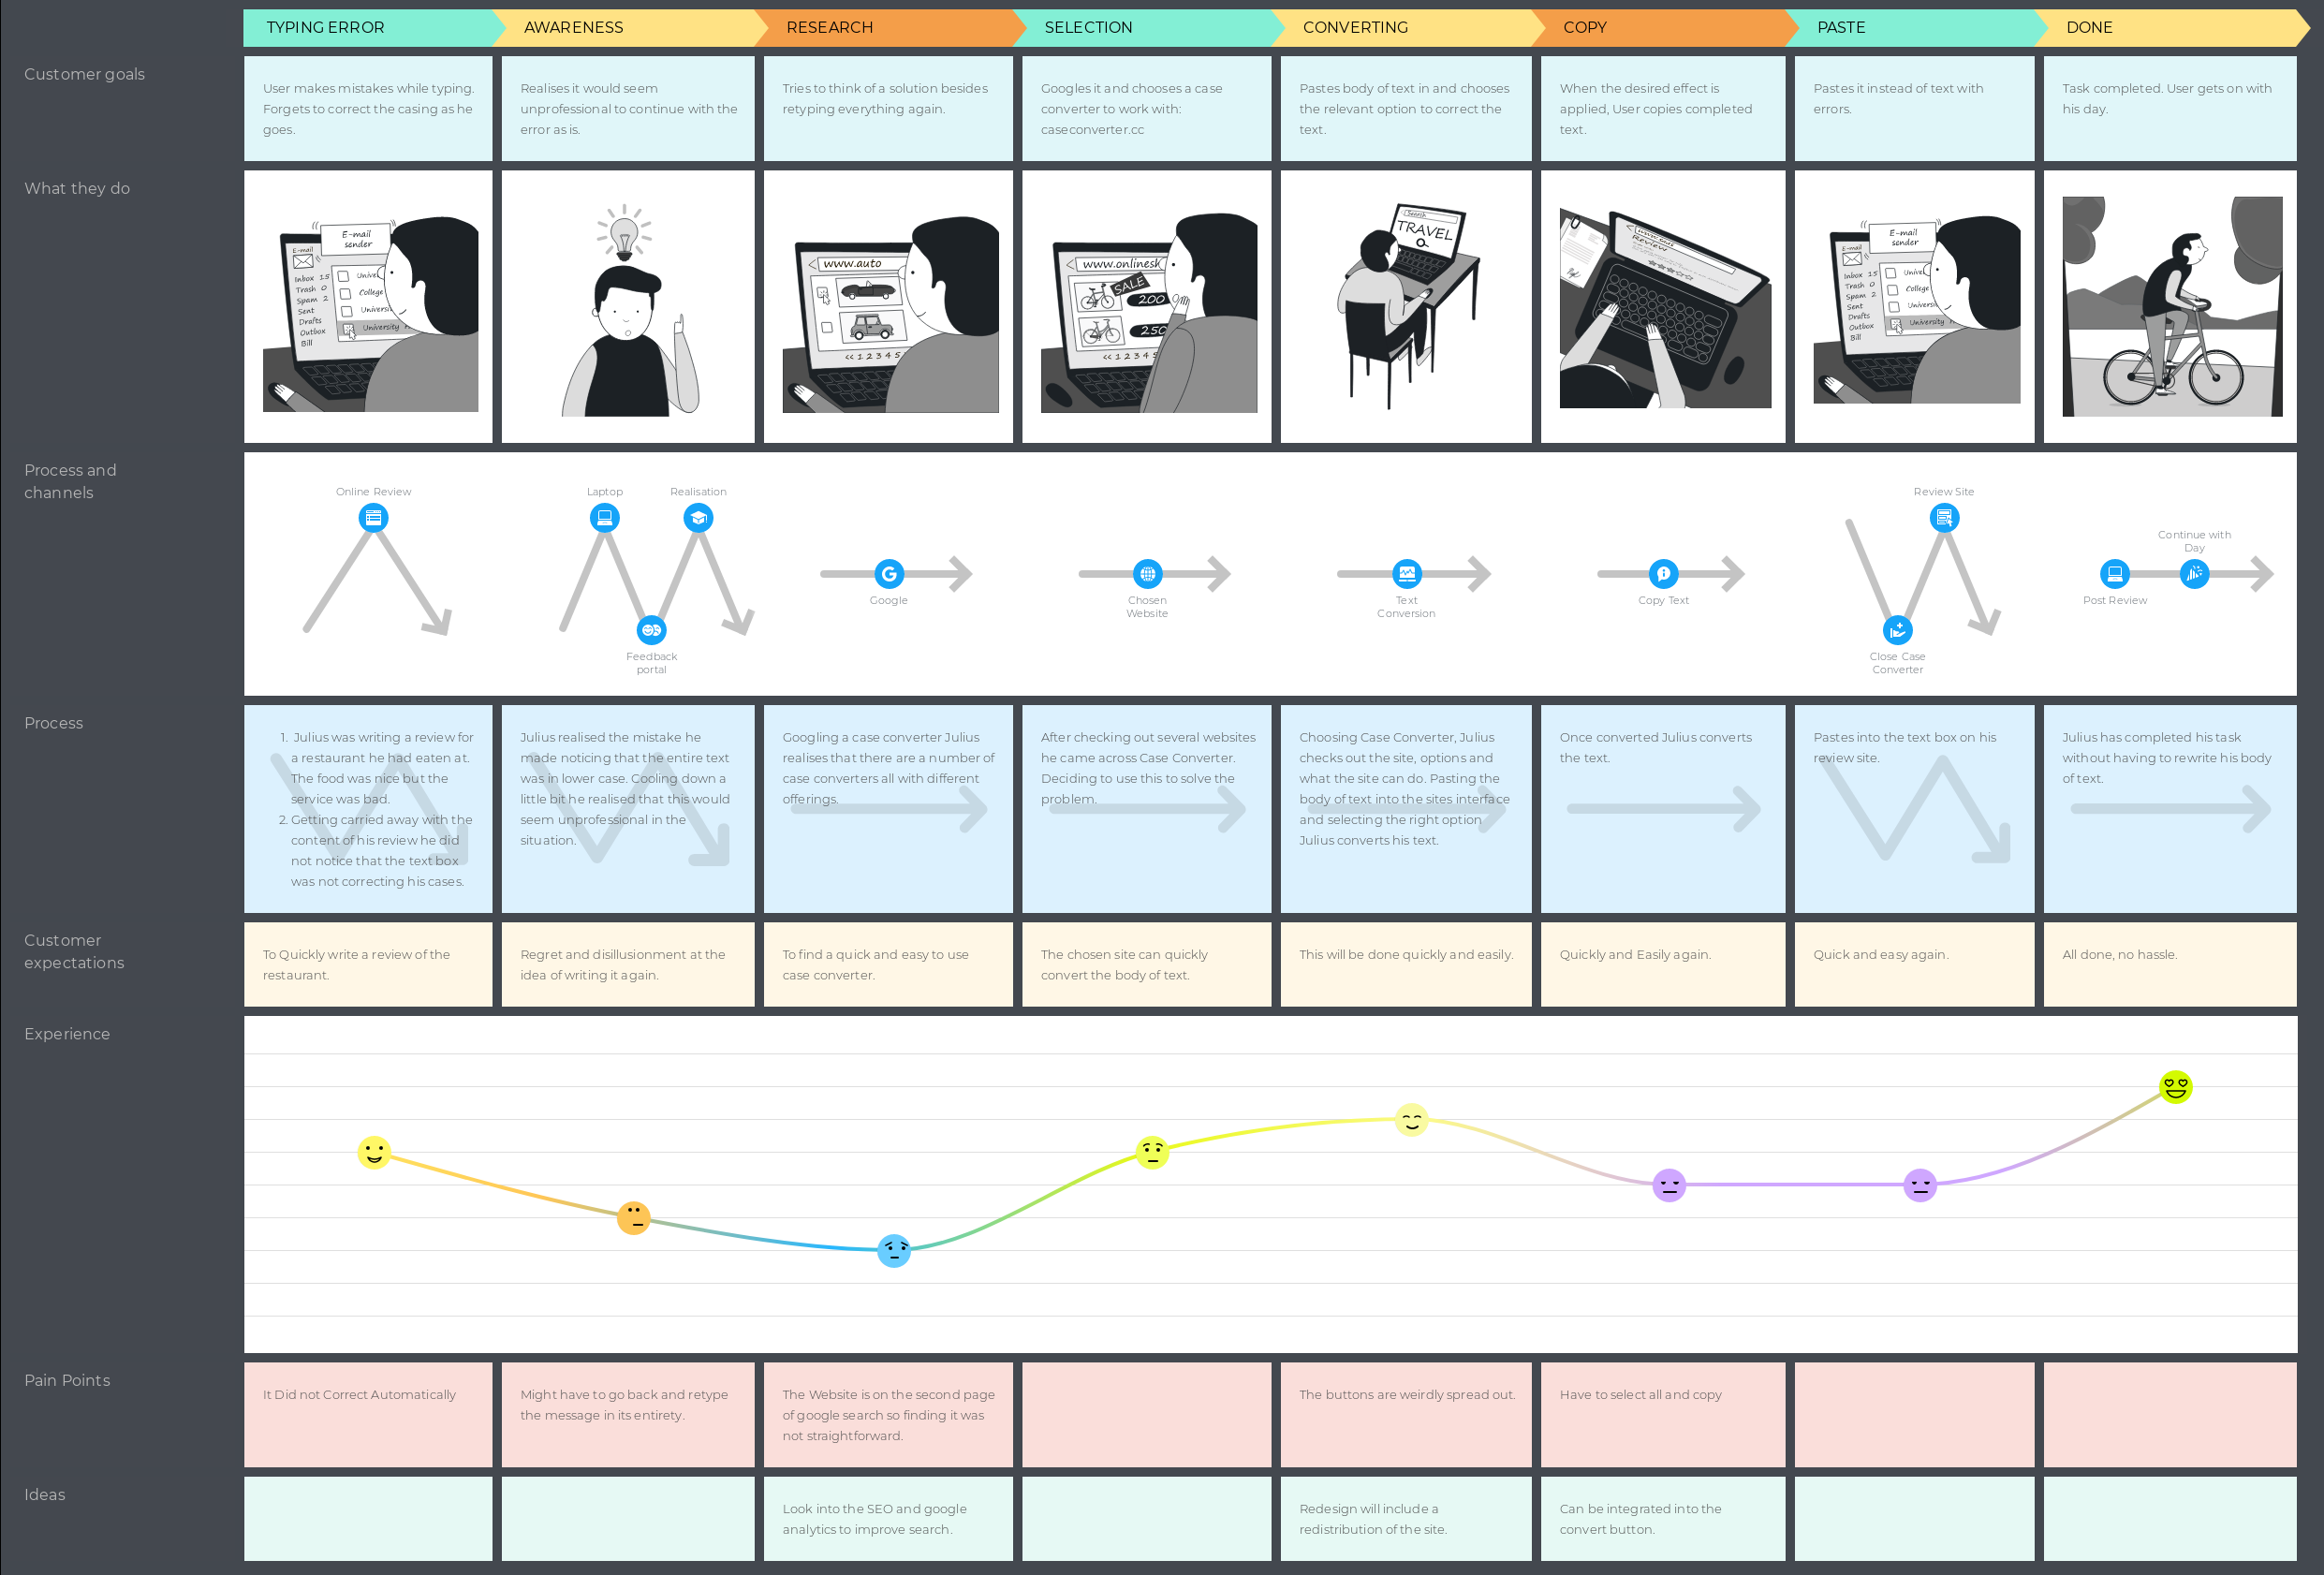 TYPING ERROR
AWARENESS
RESEARCH
SELECTION
CONVERTING
COPY
PASTE
DONE
Customer goals
User makes mistakes while typing.
Forgets to correct the casing as he
goes.
Realises it would seem
unprofessional to continue with the
error as is.
Tries to think of a solution besides
retyping everything again.
Googles it and chooses a case
converter to work with:
caseconverter.cc
Pastes body of text in and chooses
the relevant option to correct the
text.
When the desired effect is
applied, User copies completed
text.
Pastes it instead of text with
errors.
Task completed. User gets on with
his day.
What they do
E-mail
sender
E-mail
Inbox 15
Trash 0
Spam 2
Sent
Drafts
Outbox
Bill
College
University
www.auto
<< 1 2 3 4 5
www.onlinesh
SALE
200
250
<< 1 2 3 4 5
Search
TRAVEL
Review
E-mail
sender
E-mail
Inbox 15
Trash 0
Spam 2
Sent
Drafts
Outbox
Bill
College
University
Process and
channels
Online Review
Laptop
Realisation
Feedback
portal
Google
Chosen
Website
Text
Conversion
Copy Text
Review Site
Close Case
Converter
Continue with
Day
Post Review
Process
1. Julius was writing a review for
a restaurant he had eaten at.
The food was nice but the
service was bad.
2. Getting carried away with the
content of his review he did
not notice that the text box
was not correcting his cases.
Julius realised the mistake he
made noticing that the entire text
was in lower case. Cooling down a
little bit he realised that this would
seem unprofessional in the
situation.
Googling a case converter Julius
realises that there are a number of
case converters all with different
offerings.
After checking out several websites
he came across Case Converter.
Deciding to use this to solve the
problem.
Choosing Case Converter, Julius
checks out the site, options and
what the site can do. Pasting the
body of text into the sites interface
and selecting the right option
Julius converts his text.
Once converted Julius converts
the text.
Pastes into the text box on his
review site.
Julius has completed his task
without having to rewrite his body
of text.
Customer
expectations
To Quickly write a review of the
restaurant.
Regret and disillusionment at the
idea of writing it again.
To find a quick and easy to use
case converter.
The chosen site can quickly
convert the body of text.
This will be done quickly and easily.
Quickly and Easily again.
Quick and easy again.
All done, no hassle.
Experience
Pain Points
It Did not Correct Automatically
Might have to go back and retype
the message in its entirety.
The Website is on the second page
of google search so finding it was
not straightforward.
The buttons are weirdly spread out.
Have to select all and copy
Ideas
Look into the SEO and google
analytics to improve search.
Redesign will include a
redistribution of the site.
Can be integrated into the
convert button.